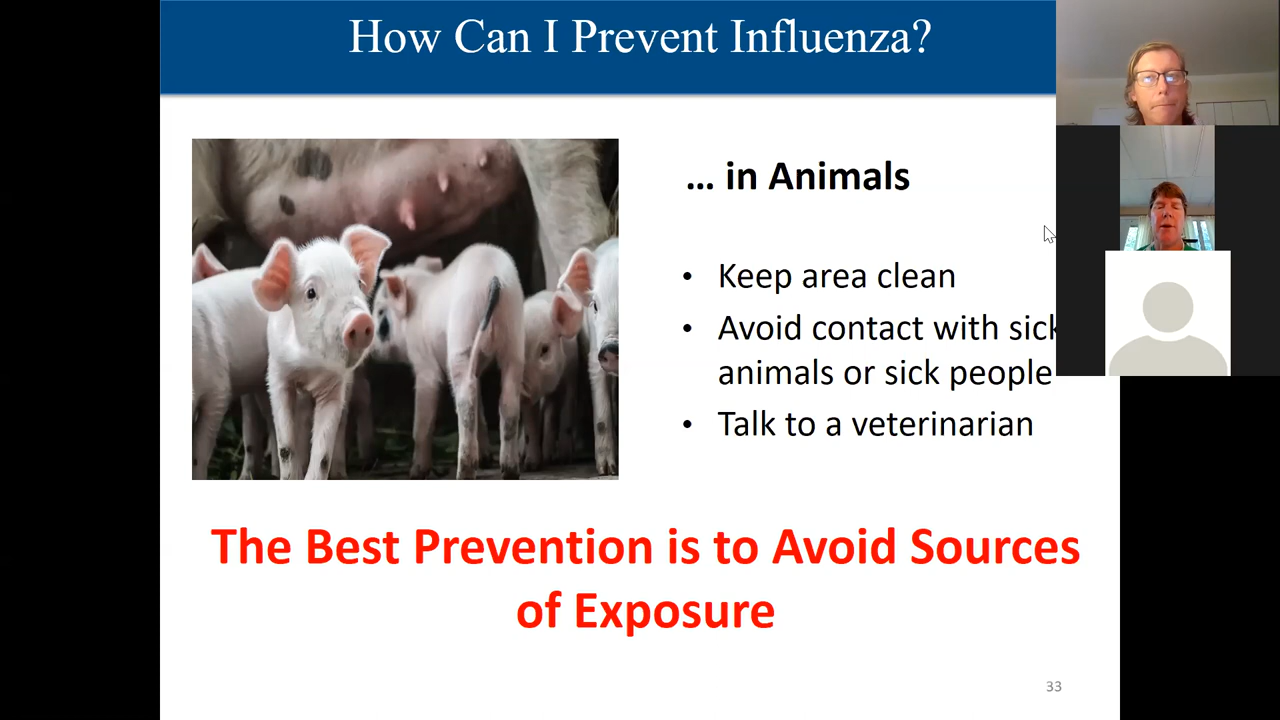 How Can I Prevent Influenza?
... in Animals
• Keep area clean
• Avoid contact with sick
animals or sick people
• Talk to a veterinarian
The Best Prevention is to Avoid Sources
of Exposure
33